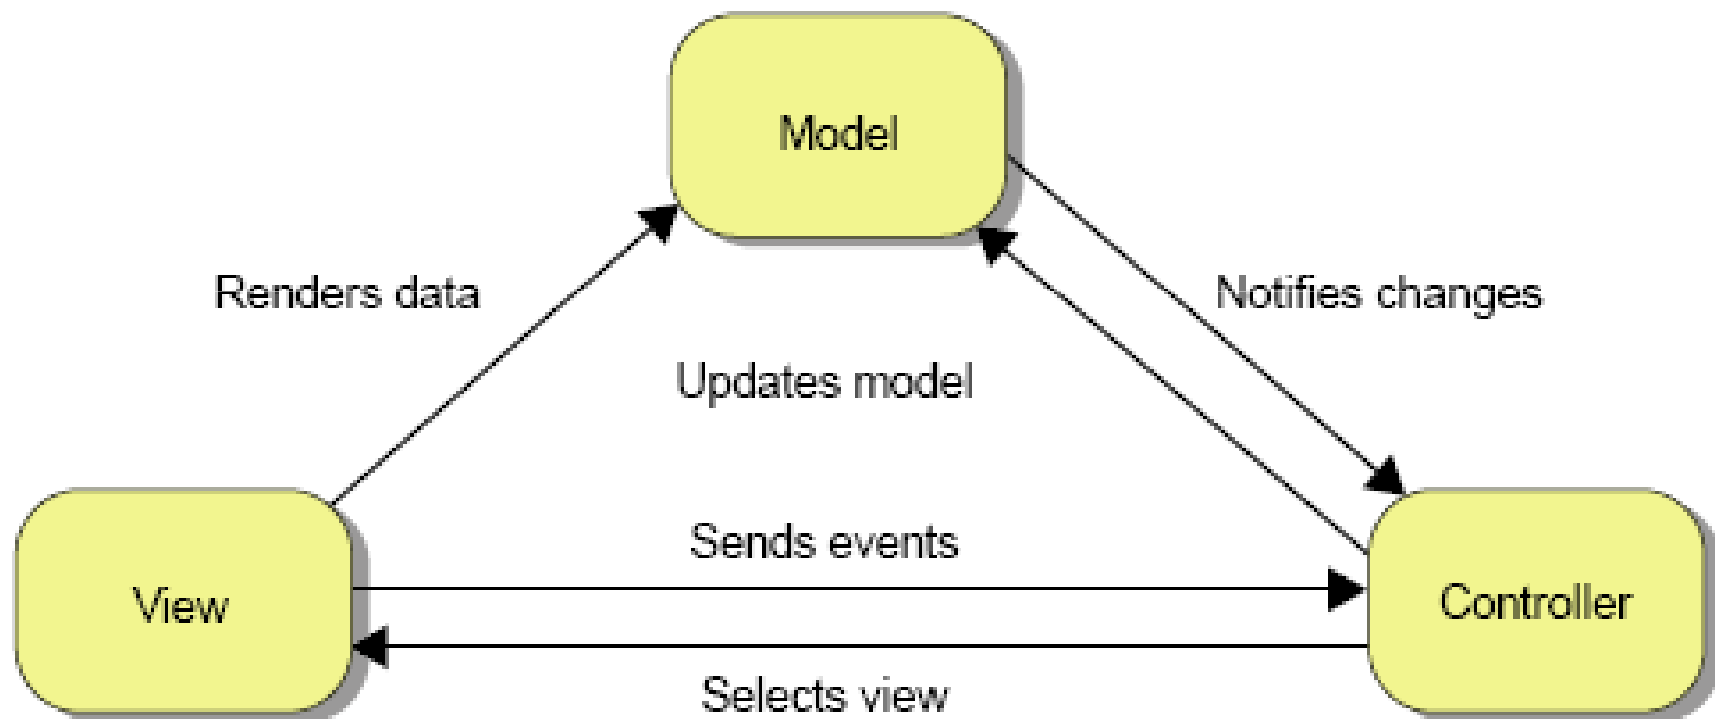 Model
Renders data
Notifies changes
Updates model
Sends events
View
Controller
Selects view